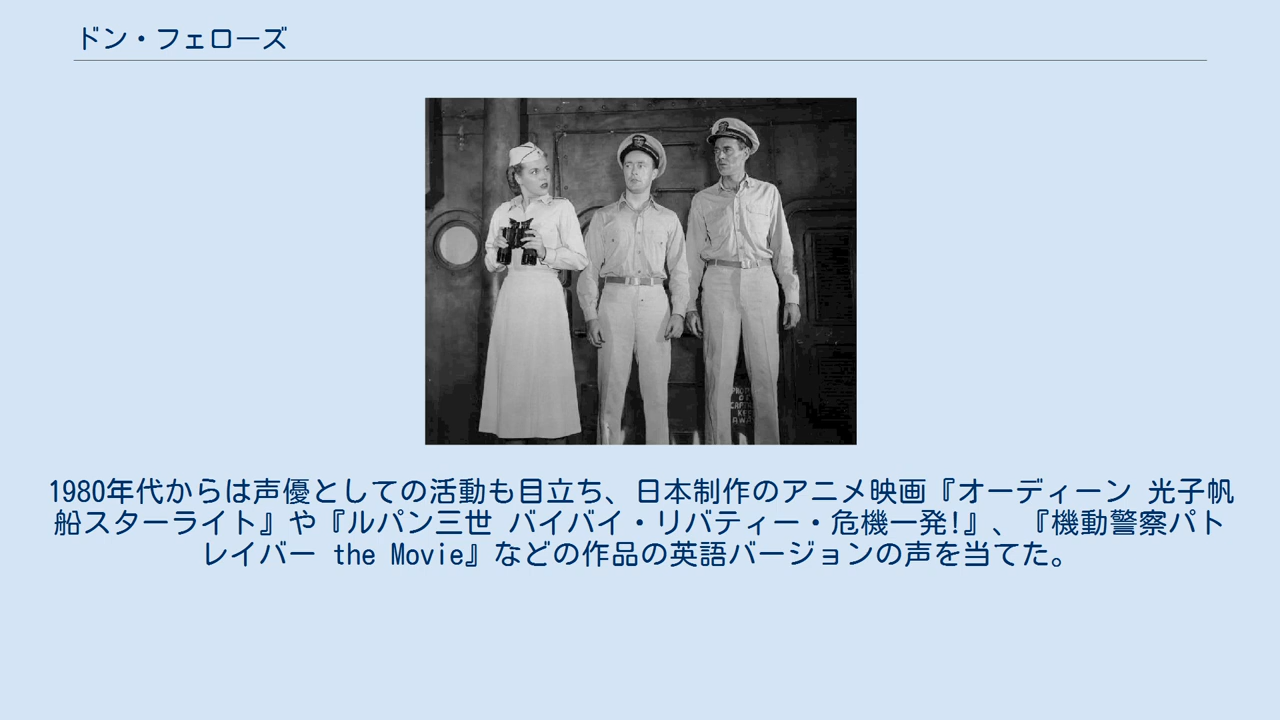 ドン・フェローズ
PROP
OF
CAPT
KEEP
AWAY
1980年代からは声優としての活動も目立ち、日本制作のアニメ映画『オーディーン 光子帆
船スターライト』や『ルパン三世 バイバイ・リバティー・危機一発!』、『機動警察パト
レイバー the Movie』などの作品の英語バージョンの声を当てた。